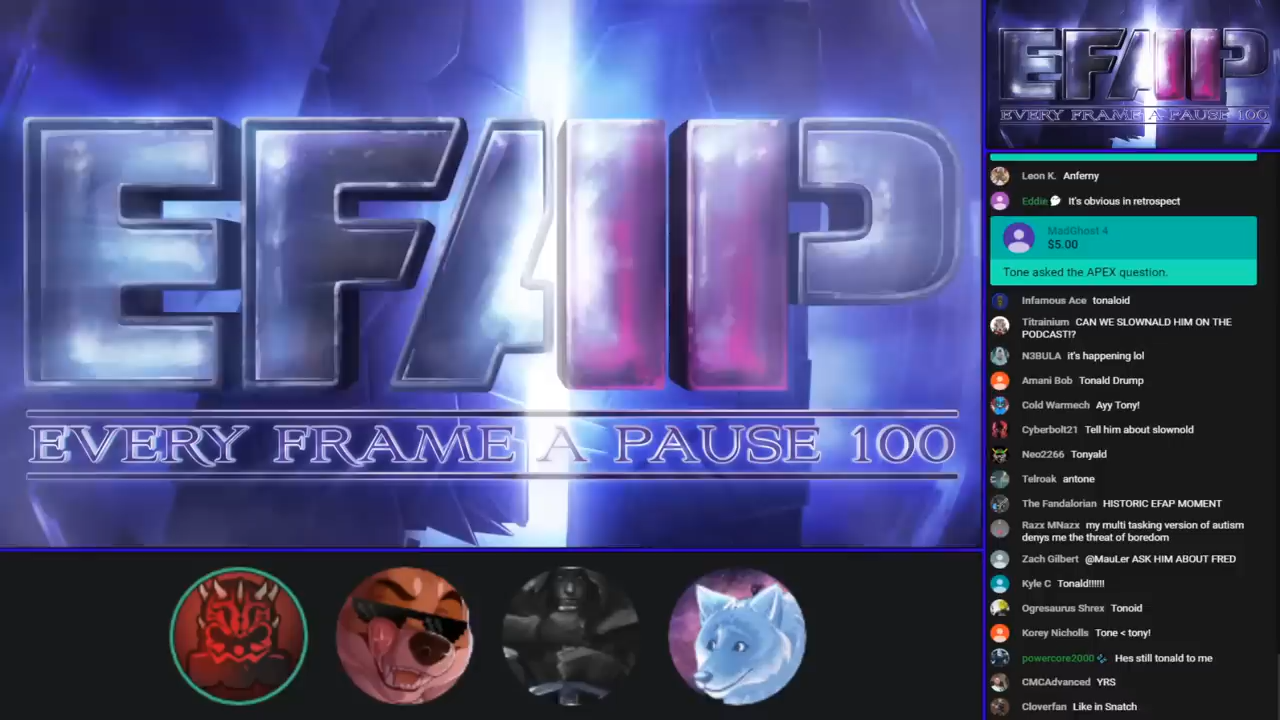 EFAP
EVERY FRAME A PAUSE 100
EFAP
EVERY FRAME A PAUSE 100
Leon K. Anferny
Eddie It's obvious in retrospect
MadGhost 4
$5.00
Tone asked the APEX question.
Infamous Ace tonaloid
Titrainium CAN WE SLOWNALD HIM ON THE
PODCAST!?
N3BULA it's happening lol
Amani Bob Tonald Drump
Cold Warmech Ayy Tony!
Cyberbolt21 Tell him about slownold
Neo2266 Tonyald
Telroak antone
The Fandalorian HISTORIC EFAP MOMENT
Razx MNazx my multi tasking version of autism
denys me the threat of boredom
Zach Gilbert @MauLer ASK HIM ABOUT FRED
Kyle C Tonald!!!!!!
Ogresaurus Shrex Tonoid
Korey Nicholls Tone < tony!
powercore2000 Hes still tonald to me
CMCAdvanced YRS
Cloverfan Like in Snatch